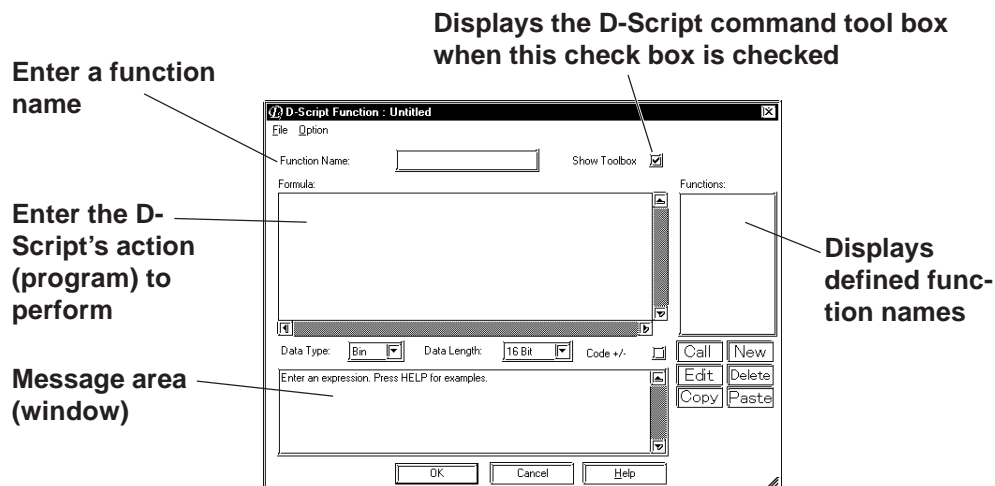 Displays the D-Script command tool box
when this check box is checked
Enter a function
name
D-Script Function : Untitled
File Option
Function Name:
Show Toolbox
Formula:
Functions:
Enter the D-
Script's action
(program) to
perform
Displays
defined func-
tion names
Data Type: Bin Data Length: 16 Bit Code +/-
Call New
Edit Delete
Copy Paste
Message area
(window)
Enter an expression. Press HELP for examples.
OK Cancel Help